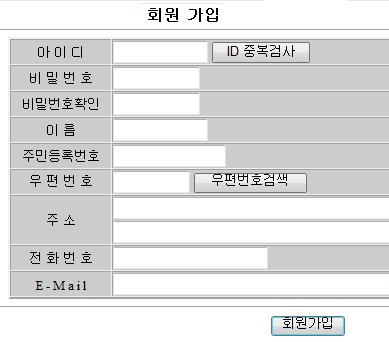 회원 가입
아 이 디 ID 중복검사
비 밀 번 호
비밀번호확인
이 름
주민등록번호
우 편 번 호 우편번호검색
주 소
전 화 번 호
E-Mail
회원가입